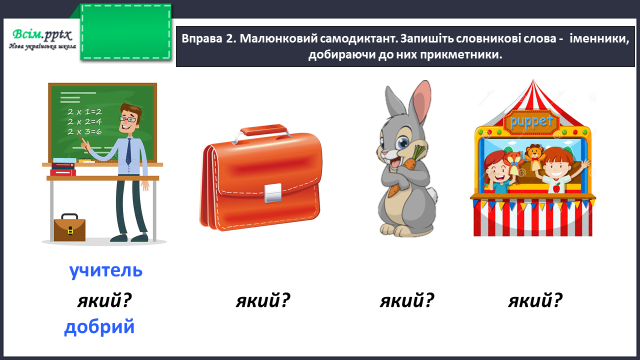 Всім.pptx
Нова українська школа
Вправа 2. Малюнковий самодиктант. Запишіть словникові слова - іменники,
добираючи до них прикметники.
2 x 1=2
2 x 2=4
2 x 3=6
puppet
учитель
який? який? який? який?
добрий